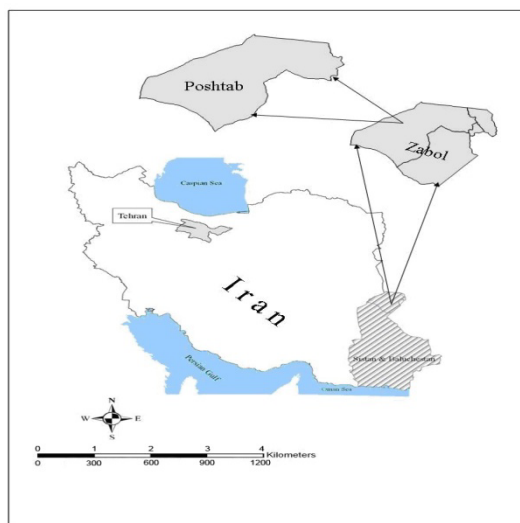 Poshtab
Zabol
Caspian Sea
Tehran
Iran
Sistan & Baluchestan
Persian Gulf
Oman Sea
N
W E
S
0 1 2 3 4
Kilometers
0 300 600 900 1200